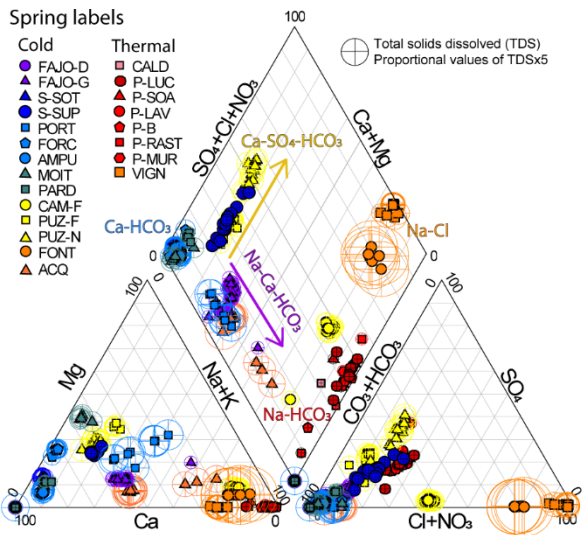 Spring labels
Cold
FAJO-D
FAJO-G
S-SOT
S-SUP
PORT
FORC
AMPU
MOIT
PARD
CAM-F
PUZ-F
PUZ-N
FONT
ACQ
Thermal
CALD
P-LUC
P-SOA
P-LAV
P-B
P-RAST
P-MUR
VIGN
Total solids dissolved (TDS)
Proportional values of TDSx5
100
SO₄+Cl+NO₃
Ca+Mg
Ca-SO₄-HCO₃
Ca-HCO₃
Na-Cl
Na-Ca-HCO₃
Na-HCO₃
0
0
100
100
Mg
Na+K
CO₃+HCO₃
SO₄
0
0
100
0
0
100
100
Ca
Cl+NO₃